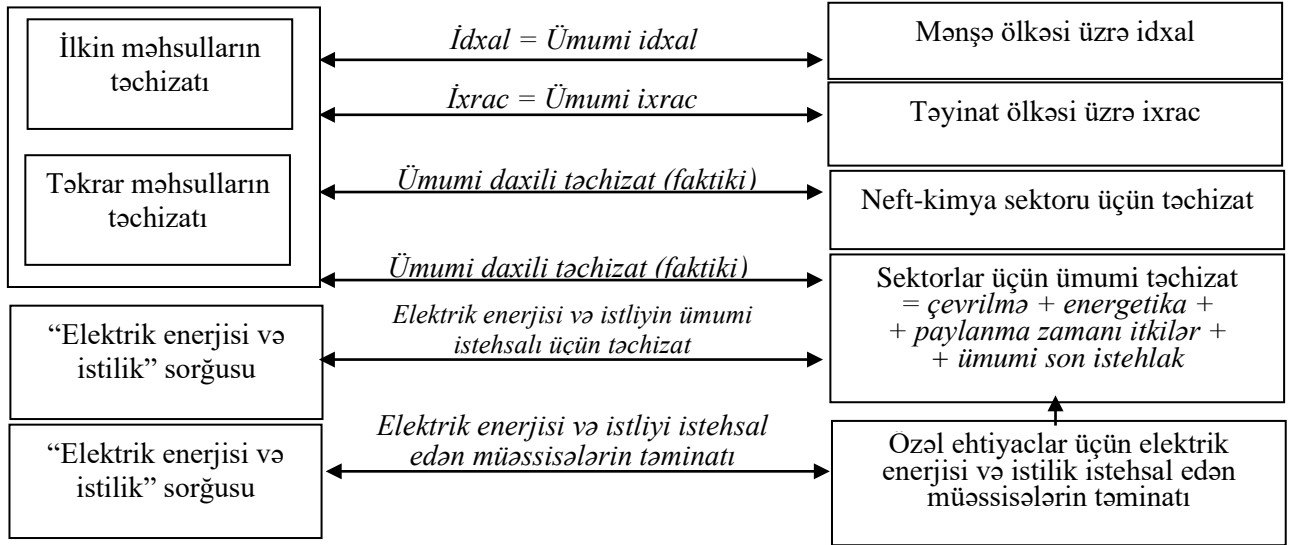 İlkin məhsulların
təchizatı
İdxal = Ümumi idxal
Mənşə ölkəsi üzrə idxal
İxrac = Ümumi ixrac
Təyinat ölkəsi üzrə ixrac
Təkrar məhsulların
təchizatı
Ümumi daxili təchizat (faktiki)
Neft-kimya sektoru üçün təchizat
Ümumi daxili təchizat (faktiki)
Sektorlar üçün ümumi təchizat
= çevrilmə + energetika +
+ paylanma zamanı itkilər +
+ ümumi son istehlak
“Elektrik enerjisi və
istilik” sorğusu
Elektrik enerjisi və istliyin ümumi
istehsalı üçün təchizat
“Elektrik enerjisi və
istilik” sorğusu
Elektrik enerjisi və istliyi istehsal
edən müəssisələrin təminatı
Özəl ehtiyaclar üçün elektrik
enerjisi və istilik istehsal edən
müəssisələrin təminatı